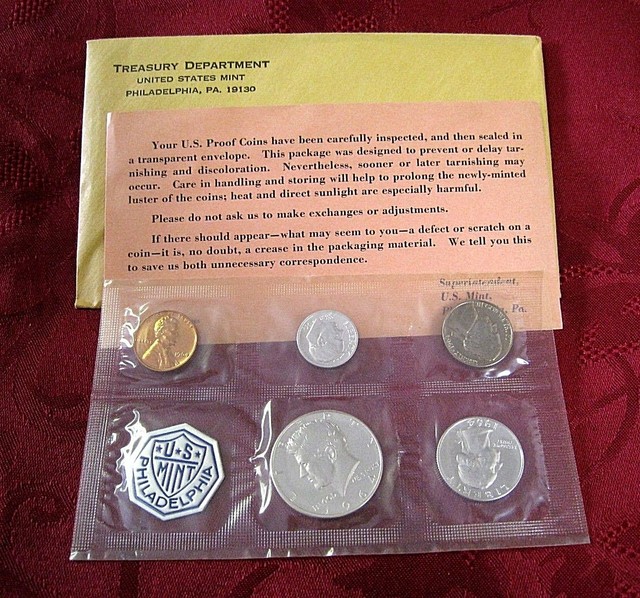 TREASURY DEPARTMENT
UNITED STATES MINT
PHILADELPHIA, PA. 19130
Your U.S. Proof Coins have been carefully inspected, and then sealed in
a transparent envelope. This package was designed to prevent or delay tar-
nishing and discoloration. Nevertheless, sooner or later tarnishing may
occur. Care in handling and storing will help to prolong the newly-minted
luster of the coins; heat and direct sunlight are especially harmful.
Please do not ask us to make exchanges or adjustments.
If there should appear—what may seem to you—a defect or scratch on a
coin—it is, no doubt, a crease in the packaging material. We tell you this
to save us both unnecessary correspondence.
Superintendent,
U.S. Mint,
Pa.
U★S
MINT
PHILADELPHIA
1964
LIBERTY
1964